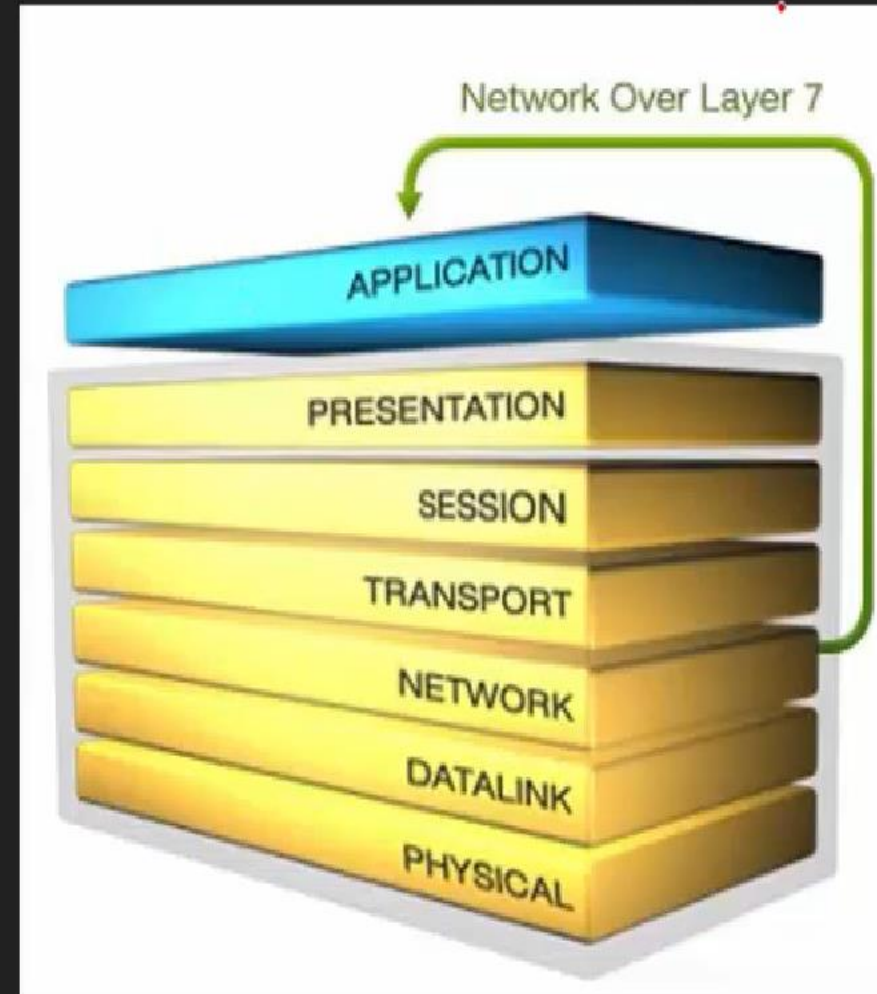 Network Over Layer 7
APPLICATION
PRESENTATION
SESSION
TRANSPORT
NETWORK
DATALINK
PHYSICAL